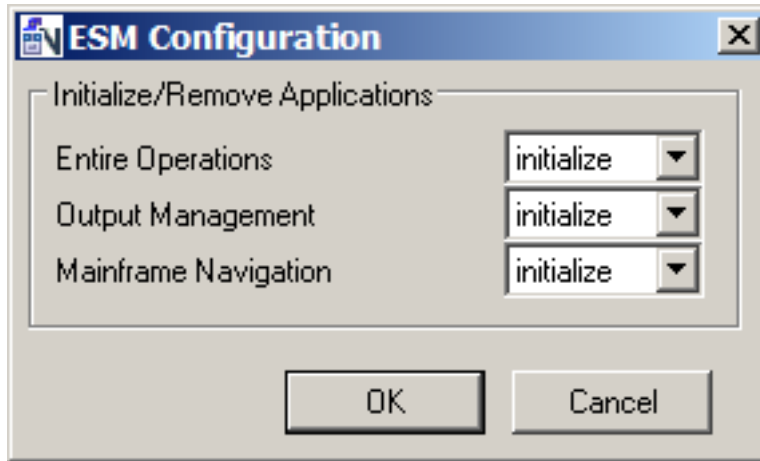 ESM Configuration
Initialize/Remove Applications
Entire Operations initialize
Output Management initialize
Mainframe Navigation initialize
OK Cancel